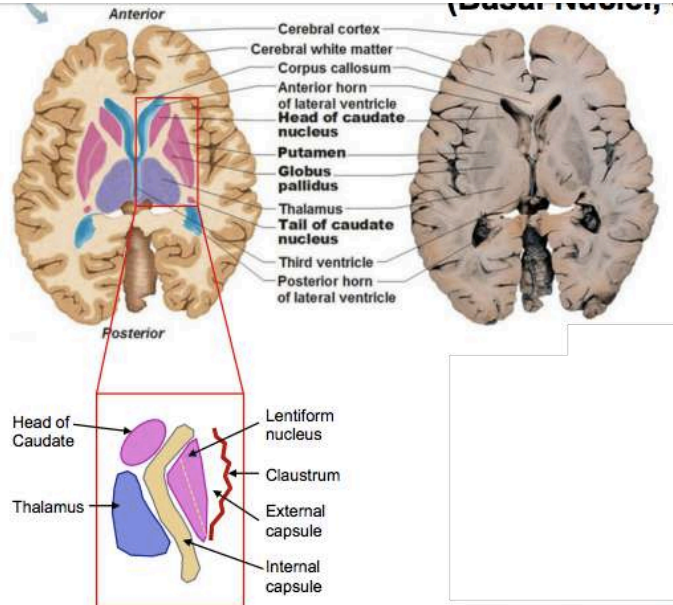 (Basal Nuclei,
Anterior
Cerebral cortex
Cerebral white matter
Corpus callosum
Anterior horn
of lateral ventricle
Head of caudate
nucleus
Putamen
Globus
pallidus
Thalamus
Tail of caudate
nucleus
Third ventricle
Posterior horn
of lateral ventricle
Posterior
Head of
Caudate
Thalamus
Lentiform
nucleus
Claustrum
External
capsule
Internal
capsule